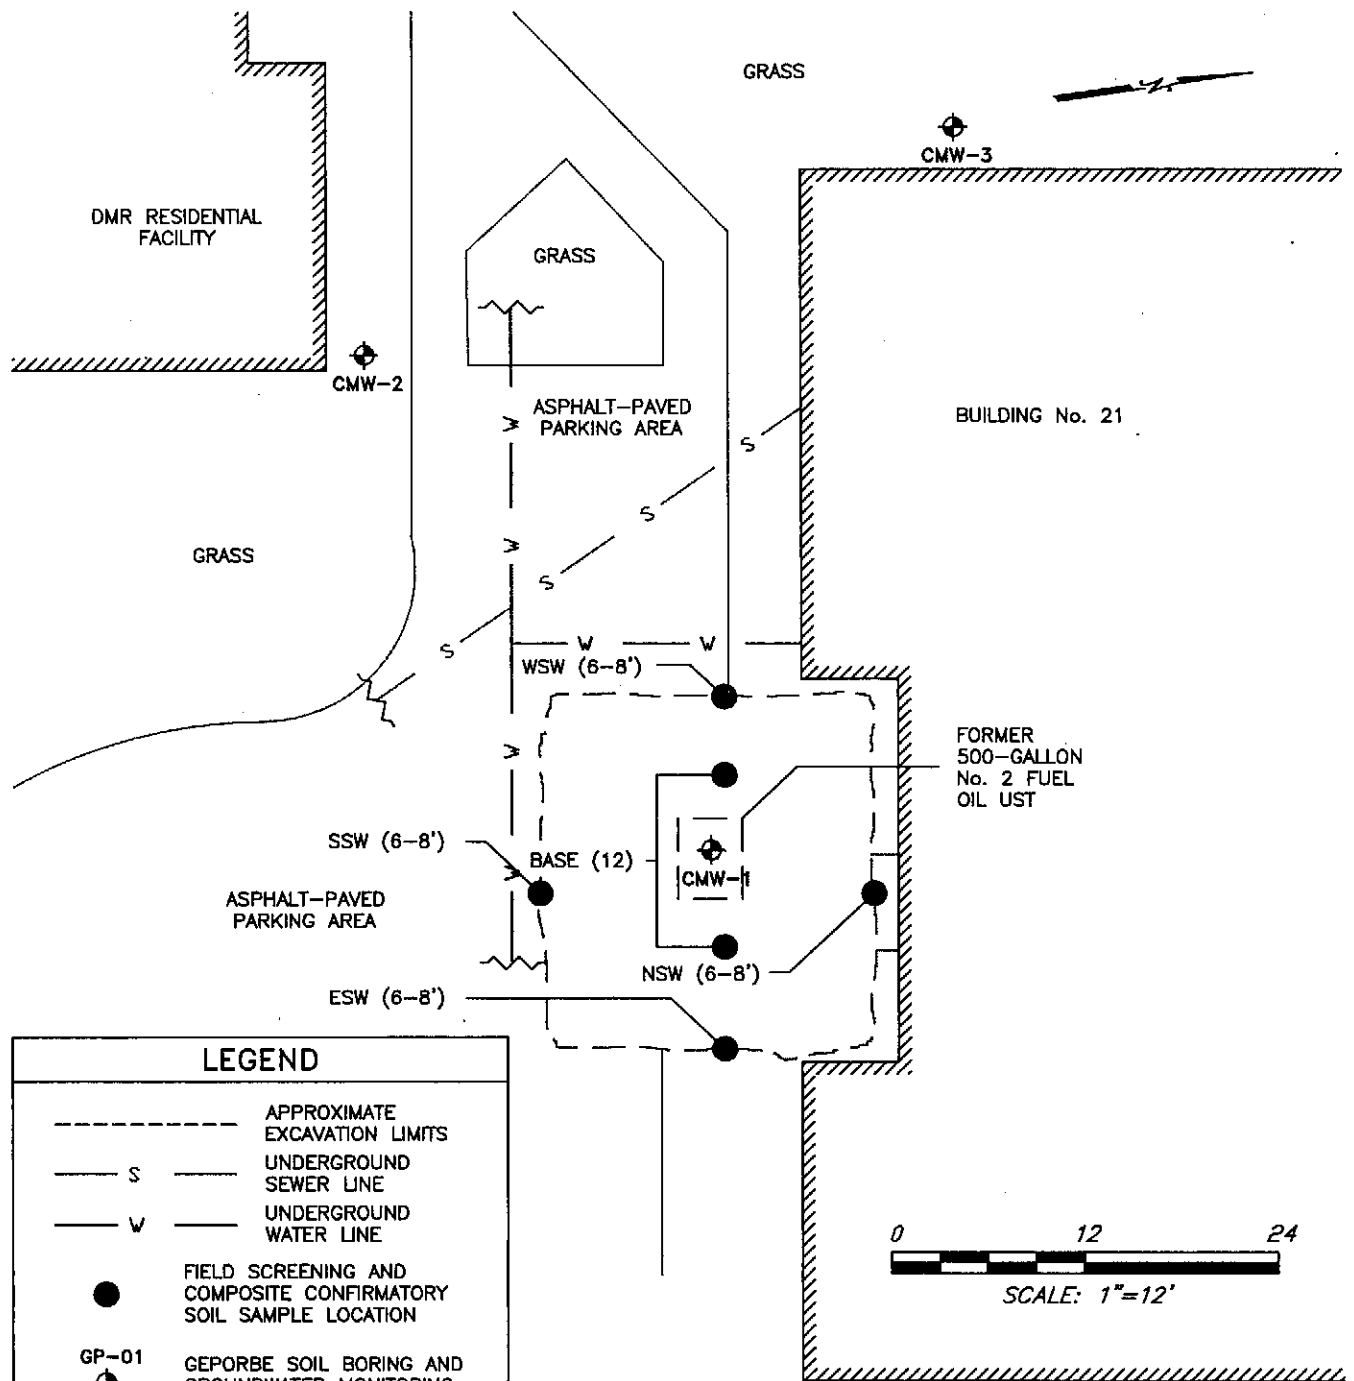 GRASS
CMW-3
DMR RESIDENTIAL
FACILITY
GRASS
CMW-2
ASPHALT-PAVED
PARKING AREA
BUILDING No. 21
W
S
S
GRASS
W
S
S
W
W
WSW (6-8')
W
FORMER
500-GALLON
No. 2 FUEL
OIL UST
SSW (6-8')
BASE (12)
CMW-1
W
ASPHALT-PAVED
PARKING AREA
NSW (6-8')
ESW (6-8')
LEGEND
APPROXIMATE
EXCAVATION LIMITS
S
UNDERGROUND
SEWER LINE
W
UNDERGROUND
WATER LINE
FIELD SCREENING AND
COMPOSITE CONFIRMATORY
SOIL SAMPLE LOCATION
GP-01
GEPORBE SOIL BORING AND
GROUNDWATER MONITORING
0 12 24
SCALE: 1"=12'